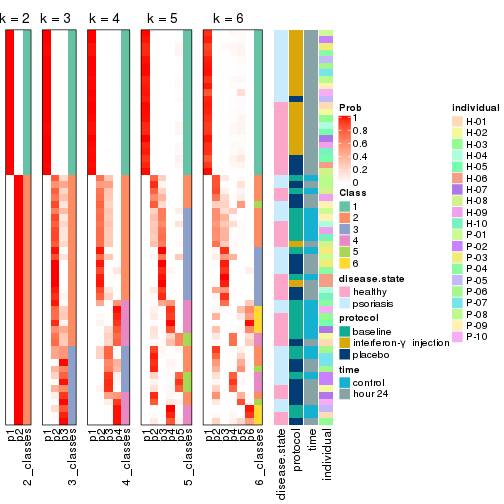 k = 2
k = 3
k = 4
k = 5
k = 6
Prob
1
0.8
0.6
0.4
0.2
0
Class
1
2
3
4
5
6
disease.state
healthy
psoriasis
protocol
baseline
interferon-γ injection
placebo
time
control
hour 24
individual
H-01
H-02
H-03
H-04
H-05
H-06
H-07
H-08
H-09
H-10
P-01
P-02
P-03
P-04
P-05
P-06
P-07
P-08
P-09
P-10
p1
p2
2_classes
p1
p2
p3
3_classes
p1
p2
p3
p4
4_classes
p1
p2
p3
p4
p5
5_classes
p1
p2
p3
p4
p5
p6
6_classes
disease.state
protocol
time
individual